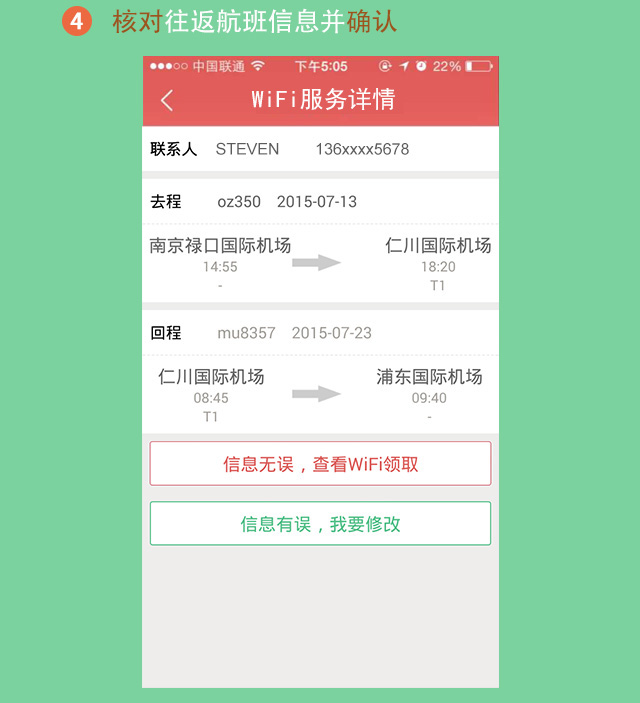 4 核对往返航班信息并确认
中国联通 下午5:05 22%
WiFi服务详情
联系人 STEVEN 136xxxx5678
去程 oz350 2015-07-13
南京禄口国际机场 仁川国际机场
14:55 18:20
- T1
回程 mu8357 2015-07-23
仁川国际机场 浦东国际机场
08:45 09:40
T1 -
信息无误，查看WiFi领取
信息有误，我要修改